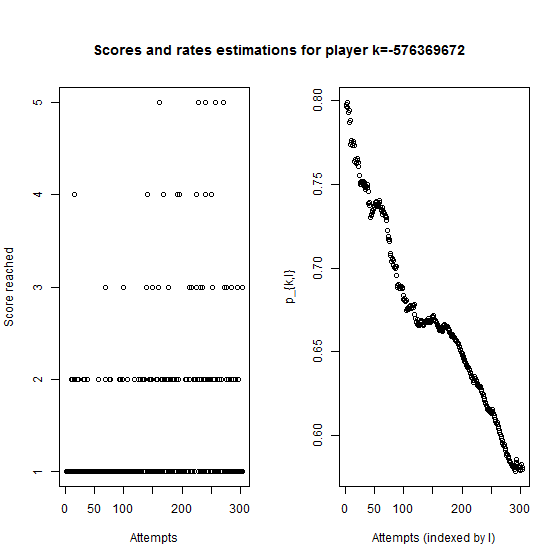 Scores and rates estimations for player k=-576369672
Score reached
5
4
3
2
1
0 50 100 200 300
Attempts
p_{k,l}
0.80
0.75
0.70
0.65
0.60
0 50 100 200 300
Attempts (indexed by l)